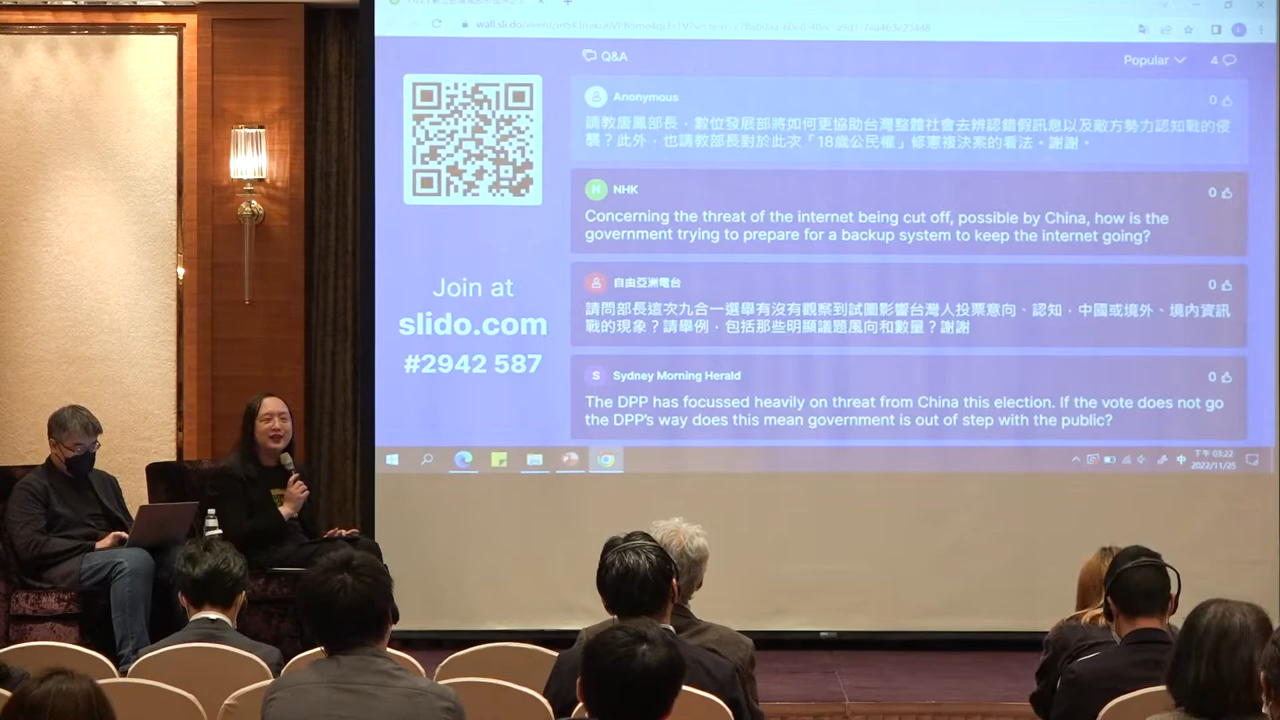 Q&A
Popular
4
Anonymous
0
請教唐鳳部長，數位發展部將如何更協助台灣整體社會去辨認錯假訊息以及敵方勢力認知戰的侵
襲？此外，也請教部長對於此次「18歲公民權」修憲複決案的看法。謝謝。
N
NHK
0
Concerning the threat of the internet being cut off, possible by China, how is the
government trying to prepare for a backup system to keep the internet going?
自由亞洲電台
0
請問部長這次九合一選舉有沒有觀察到試圖影響台灣人投票意向、認知，中國或境外、境內資訊
戰的現象？請舉例，包括那些明顯議題風向和數量？謝謝
S
Sydney Morning Herald
0
The DPP has focussed heavily on threat from China this election. If the vote does not go
the DPP's way does this mean government is out of step with the public?
Join at
slido.com
#2942 587
中
下午 03:22
2022/11/25